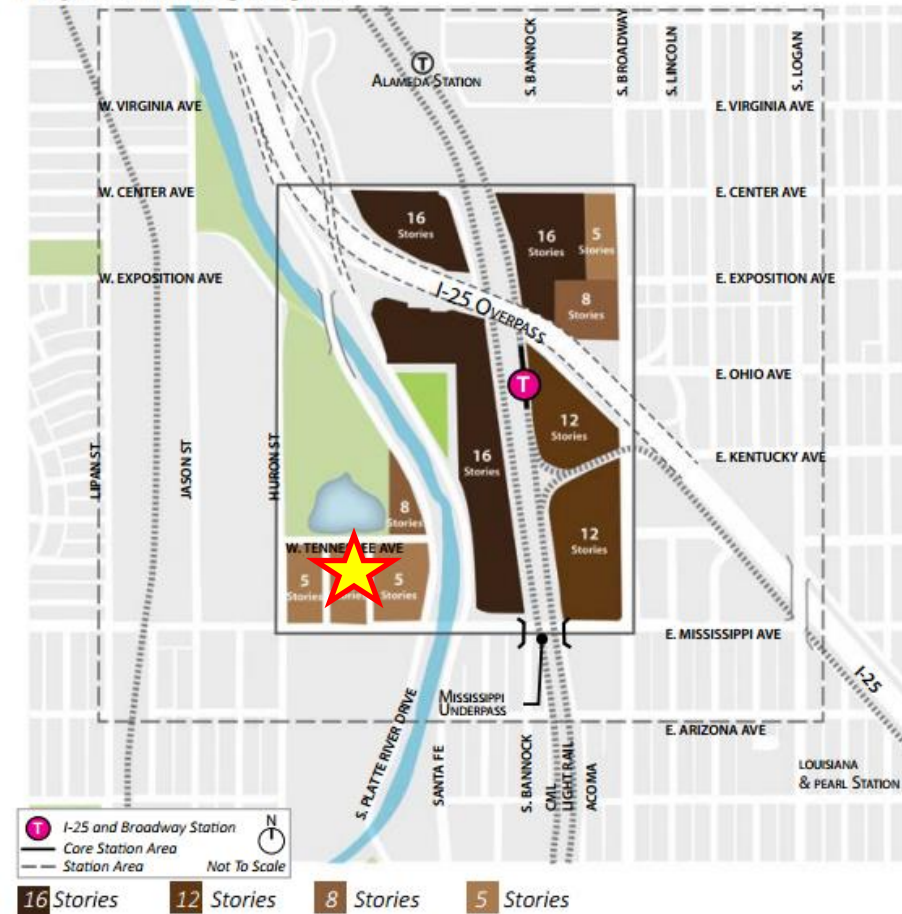 T
ALAMEDA STATION
S. BANNOCK
S. BROADWAY
S. LINCOLN
S. LOGAN
W. VIRGINIA AVE
E. VIRGINIA AVE
W. CENTER AVE
E. CENTER AVE
16
Stories
16
Stories
5
Stories
W. EXPOSITION AVE
E. EXPOSITION AVE
I-25 OVERPASS
8
Stories
T
E. OHIO AVE
12
Stories
16
Stories
E. KENTUCKY AVE
LIPAN ST
JASON ST
HURON ST
8
Stories
12
Stories
W. TENNE EE AVE
5
Stories
5
Stories
E. MISSISSIPPI AVE
I-25
MISSISSIPPI
UNDERPASS
E. ARIZONA AVE
S. PLATTE RIVER DRIVE
SANTA FE
S. BANNOCK
CML
LIGHT RAIL
ACOMA
LOUISIANA
& PEARL STATION
T I-25 and Broadway Station
N
Core Station Area
Station Area Not To Scale
16 Stories 12 Stories 8 Stories 5 Stories